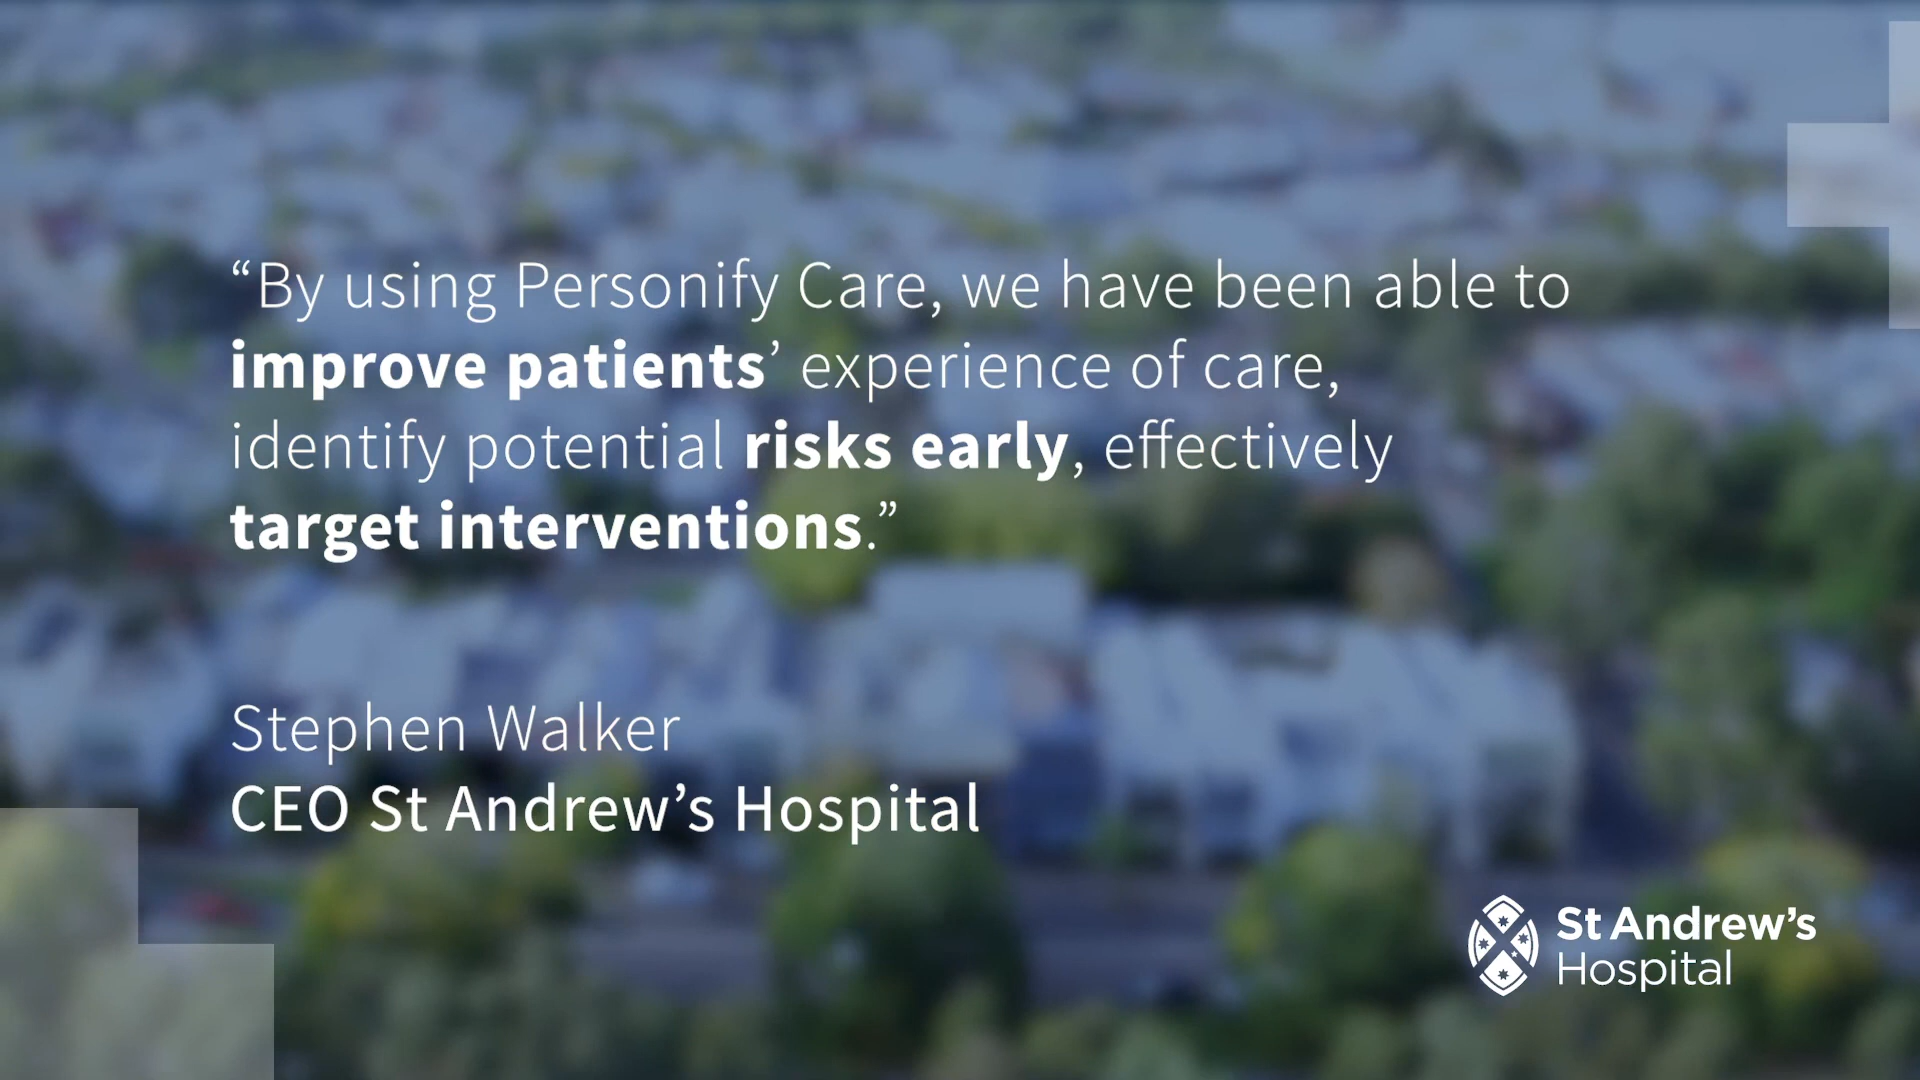 “By using Personify Care, we have been able to
improve patients’ experience of care,
identify potential risks early, effectively
target interventions.”
Stephen Walker
CEO St Andrew’s Hospital
St Andrew’s
Hospital